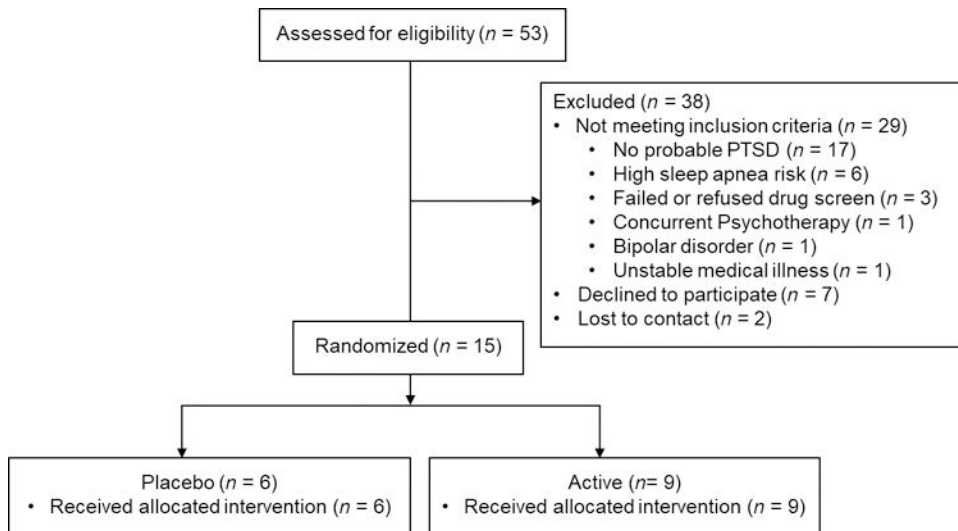 Assessed for eligibility (n = 53)
Excluded (n = 38)
• Not meeting inclusion criteria (n = 29)
• No probable PTSD (n = 17)
• High sleep apnea risk (n = 6)
• Failed or refused drug screen (n = 3)
• Concurrent Psychotherapy (n = 1)
• Bipolar disorder (n = 1)
• Unstable medical illness (n = 1)
• Declined to participate (n = 7)
• Lost to contact (n = 2)
Randomized (n = 15)
Placebo (n = 6)
• Received allocated intervention (n = 6)
Active (n= 9)
• Received allocated intervention (n = 9)